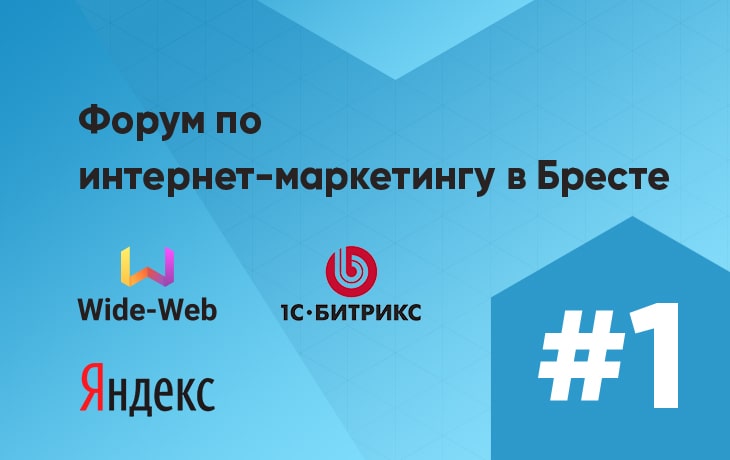 Форум по
интернет-маркетингу в Бресте
Wide-Web
1С·БИТРИКС
Яндекс
#1